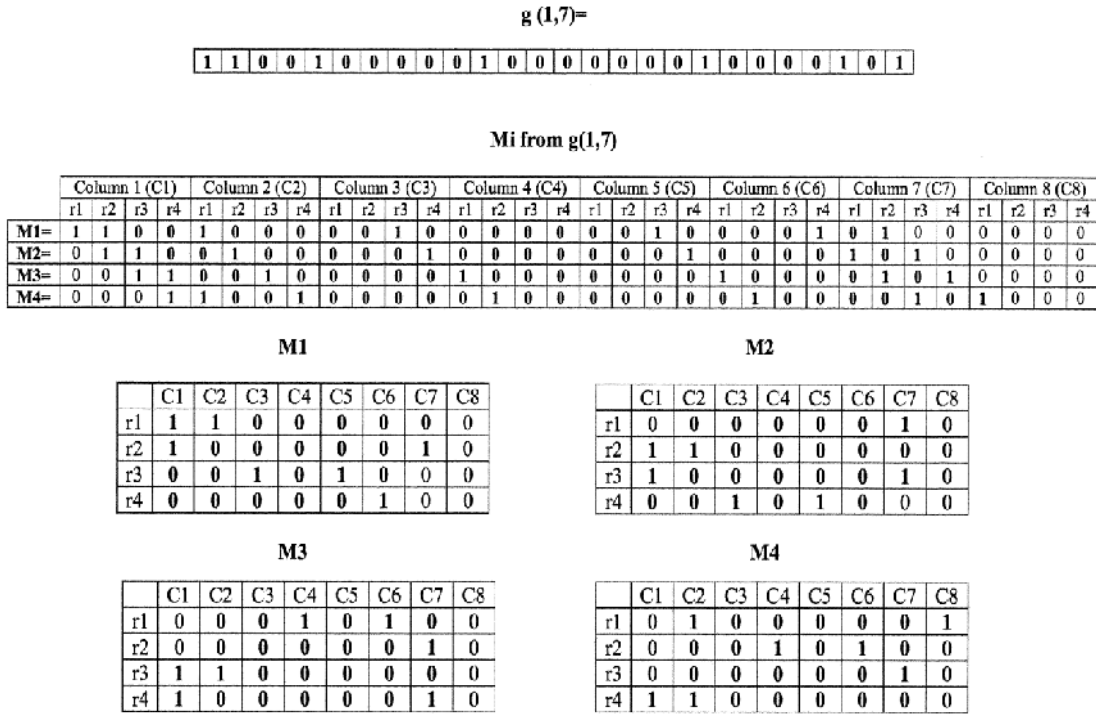 g (1,7)=
1 1 0 0 1 0 0 0 0 0 1 0 0 0 0 0 0 0 1 0 0 0 0 1 0 1
Mi from g(1,7)
Column 1 (C1) Column 2 (C2) Column 3 (C3) Column 4 (C4) Column 5 (C5) Column 6 (C6) Column 7 (C7) Column 8 (C8)
r1 r2 r3 r4 r1 r2 r3 r4 r1 r2 r3 r4 r1 r2 r3 r4 r1 r2 r3 r4 r1 r2 r3 r4 r1 r2 r3 r4 r1 r2 r3 r4
M1= 1 1 0 0 1 0 0 0 0 0 1 0 0 0 0 0 0 0 1 0 0 0 0 1 0 1 0 0 0 0 0 0
M2= 0 1 1 0 0 1 0 0 0 0 0 1 0 0 0 0 0 0 0 1 0 0 0 0 1 0 1 0 0 0 0 0
M3= 0 0 1 1 0 0 1 0 0 0 0 0 1 0 0 0 0 0 0 0 1 0 0 0 0 1 0 1 0 0 0 0
M4= 0 0 0 1 1 0 0 1 0 0 0 0 0 1 0 0 0 0 0 0 0 1 0 0 0 0 1 0 1 0 0 0
M1
C1 C2 C3 C4 C5 C6 C7 C8
r1 1 1 0 0 0 0 0 0
r2 1 0 0 0 0 0 1 0
r3 0 0 1 0 1 0 0 0
r4 0 0 0 0 0 1 0 0
M2
C1 C2 C3 C4 C5 C6 C7 C8
r1 0 0 0 0 0 0 1 0
r2 1 1 0 0 0 0 0 0
r3 1 0 0 0 0 0 1 0
r4 0 0 1 0 1 0 0 0
M3
C1 C2 C3 C4 C5 C6 C7 C8
r1 0 0 0 1 0 1 0 0
r2 0 0 0 0 0 0 1 0
r3 1 1 0 0 0 0 0 0
r4 1 0 0 0 0 0 1 0
M4
C1 C2 C3 C4 C5 C6 C7 C8
r1 0 1 0 0 0 0 0 1
r2 0 0 0 1 0 1 0 0
r3 0 0 0 0 0 0 1 0
r4 1 1 0 0 0 0 0 0